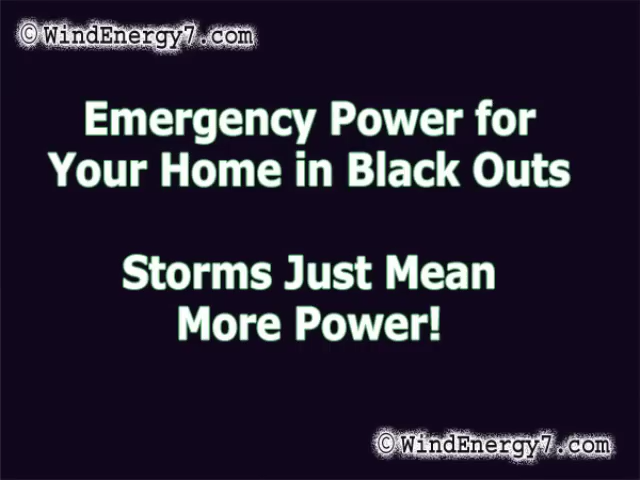 © WindEnergy7.com
Emergency Power for
Your Home in Black Outs
Storms Just Mean
More Power!
© WindEnergy7.com